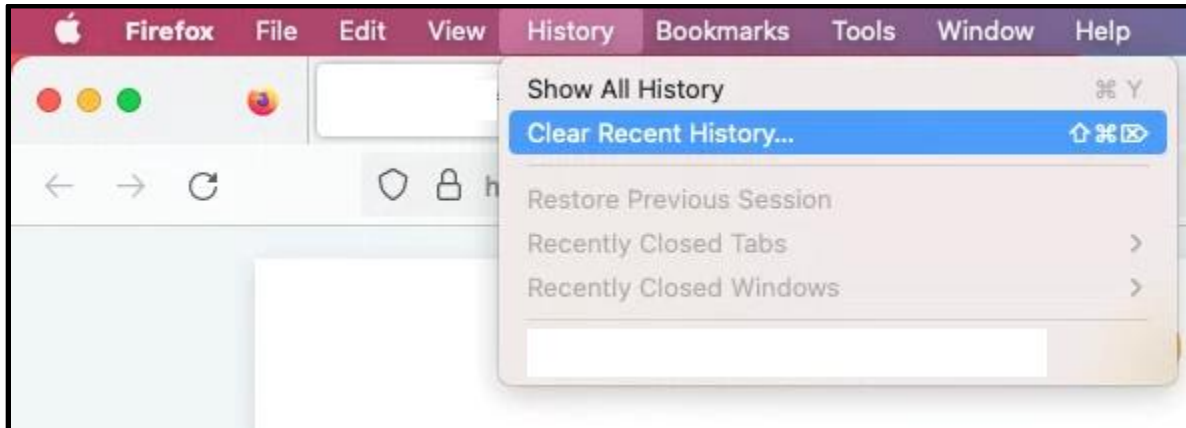 Firefox File Edit View History Bookmarks Tools Window Help
Show All History ⌘ Y
Clear Recent History... ⇧⌘⌦
h
Restore Previous Session
Recently Closed Tabs >
Recently Closed Windows >